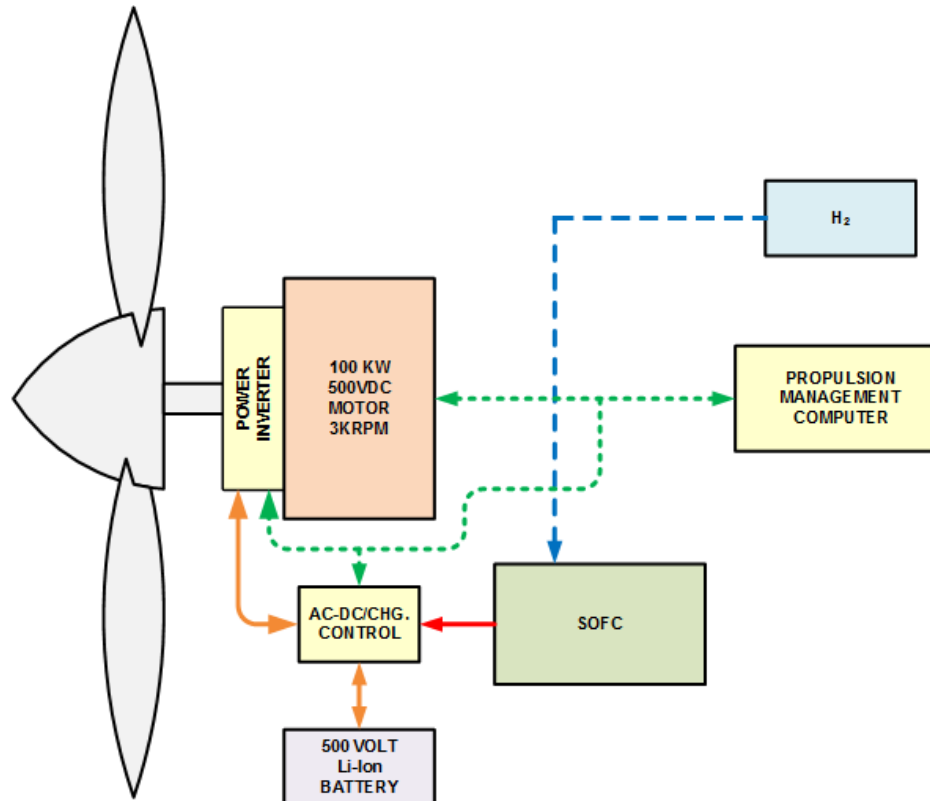 H₂
POWER
INVERTER
100 KW
500VDC
MOTOR
3KRPM
PROPULSION
MANAGEMENT
COMPUTER
AC-DC/CHG.
CONTROL
SOFC
500 VOLT
Li-Ion
BATTERY